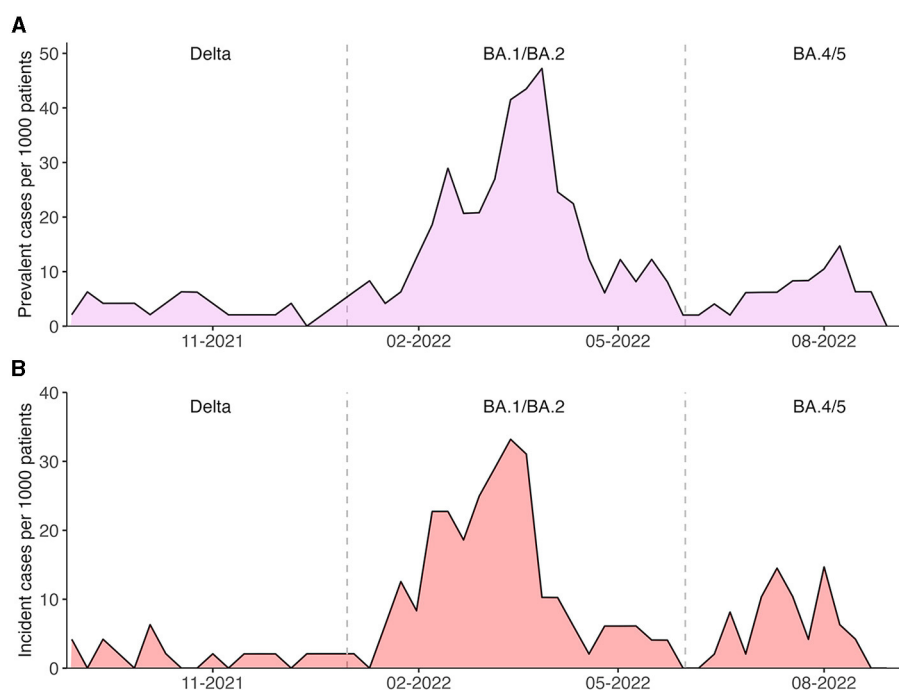 A
Prevalent cases per 1000 patients
50
40
30
20
10
0
Delta
BA.1/BA.2
BA.4/5
11-2021
02-2022
05-2022
08-2022
B
Incident cases per 1000 patients
40
30
20
10
0
Delta
BA.1/BA.2
BA.4/5
11-2021
02-2022
05-2022
08-2022